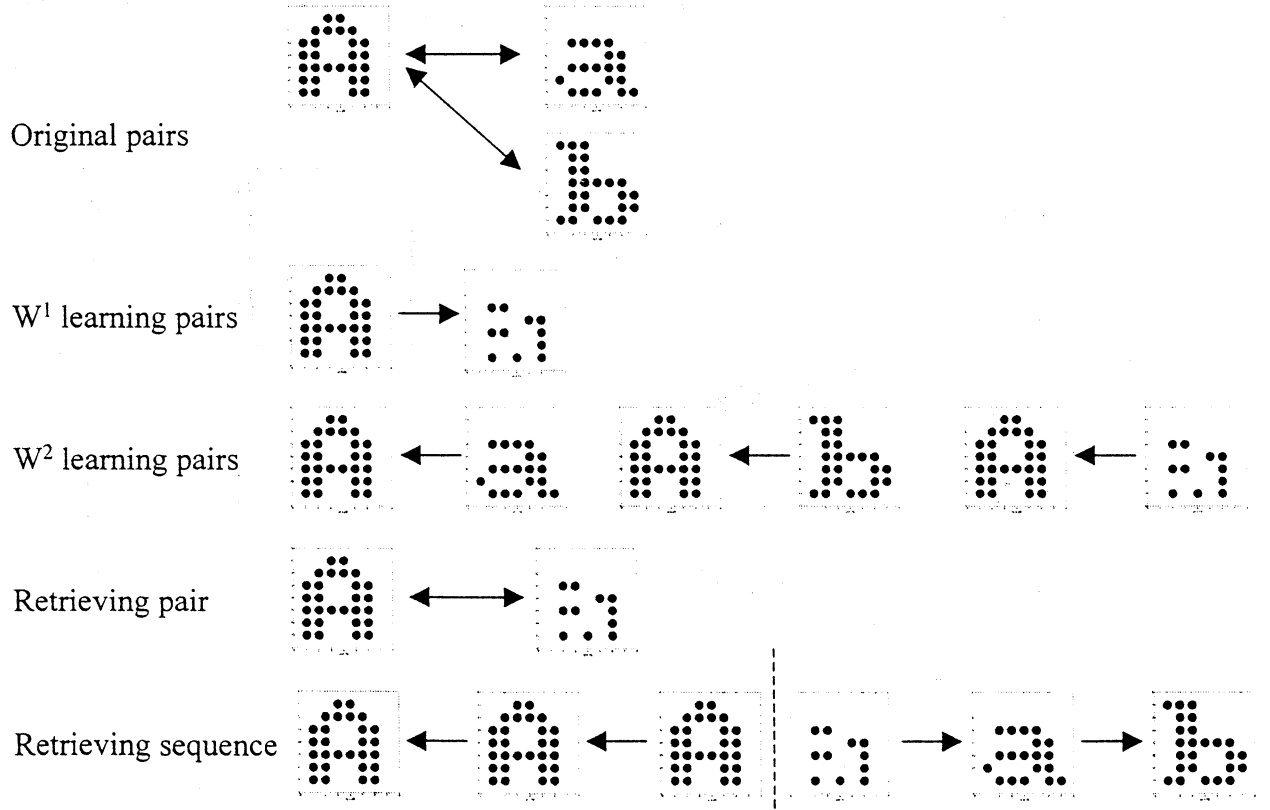 Original pairs
W¹ learning pairs
W² learning pairs
Retrieving pair
Retrieving sequence